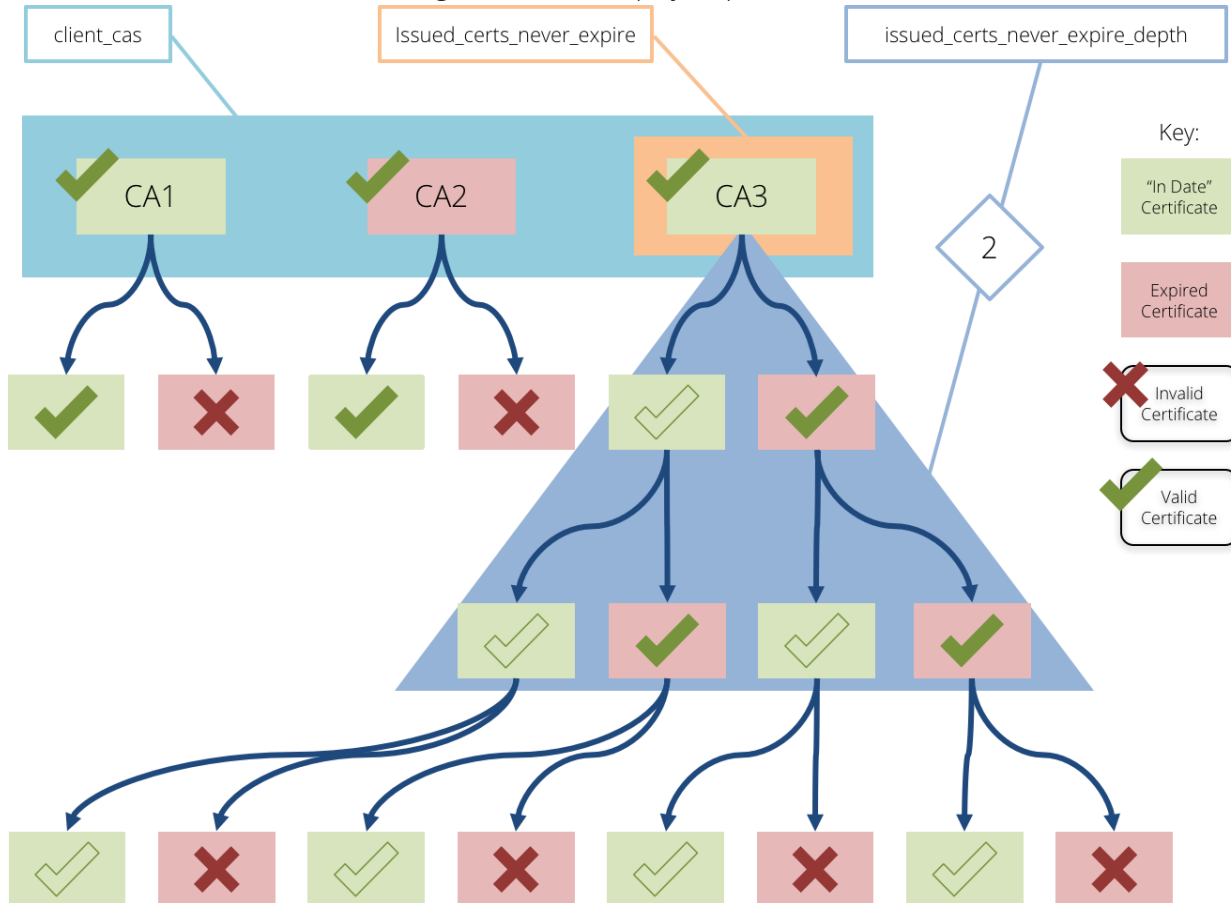 client_cas
Issued_certs_never_expire
issued_certs_never_expire_depth
Key:
CA1
CA2
CA3
"In Date"
Certificate
2
Expired
Certificate
Invalid
Certificate
Valid
Certificate